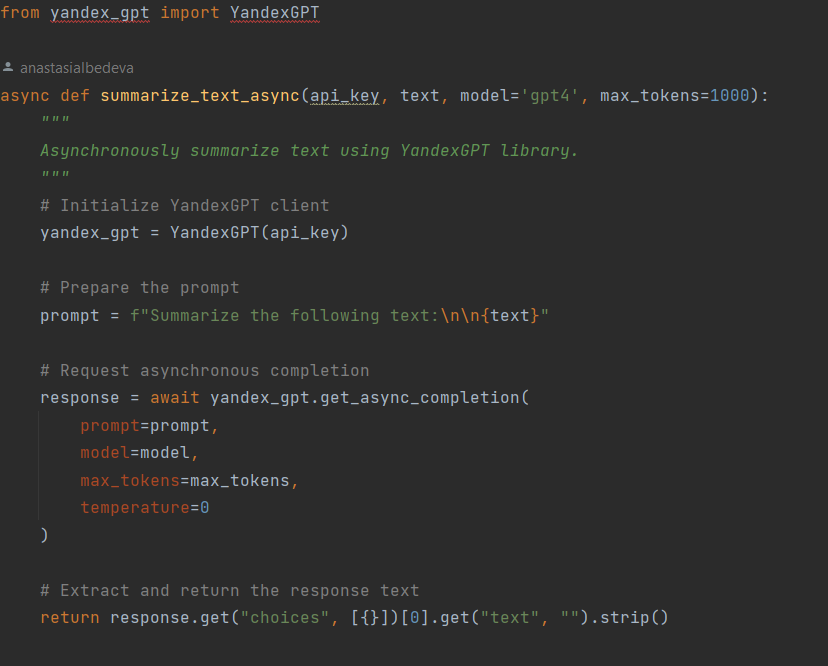 from yandex_gpt import YandexGPT
anastasialbedeva
async def summarize_text_async(api_key, text, model='gpt4', max_tokens=1000):
"""
Asynchronously summarize text using YandexGPT library.
"""
# Initialize YandexGPT client
yandex_gpt = YandexGPT(api_key)
# Prepare the prompt
prompt = f"Summarize the following text:\n\n{text}"
# Request asynchronous completion
response = await yandex_gpt.get_async_completion(
prompt=prompt,
model=model,
max_tokens=max_tokens,
temperature=0
)
# Extract and return the response text
return response.get("choices", [{}])[0].get("text", "").strip()